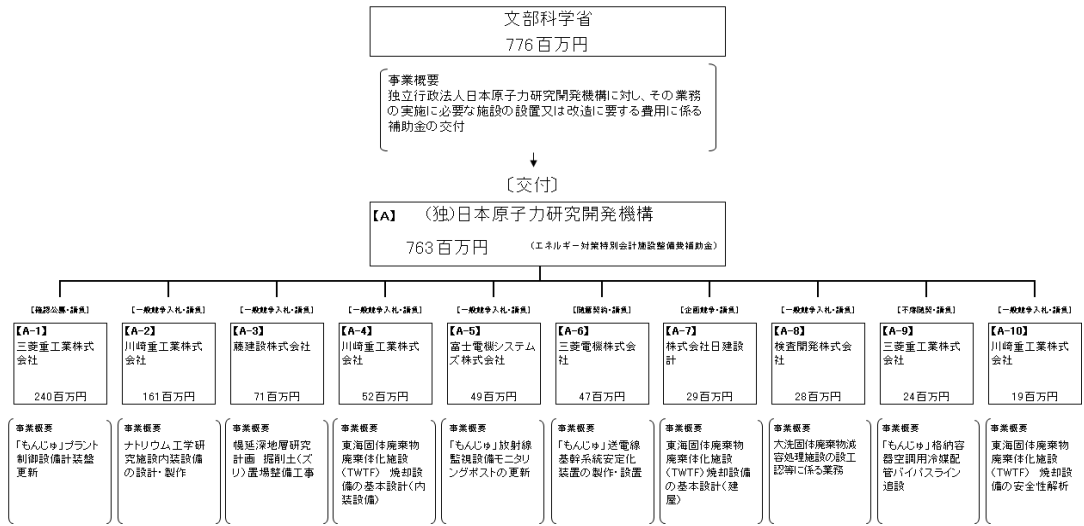 文部科学省
776百万円
事業概要
独立行政法人日本原子力研究開発機構に対し、その業務
の実施に必要な施設の設置又は改造に要する費用に係る
補助金の交付
〔交付〕
【A】 (独)日本原子力研究開発機構
763百万円 (エネルギー対策特別会計施設整備費補助金)
【確認公募・請負】
【A-1】
三菱重工業株式
会社
240百万円
事業概要
「もんじゅ」プラント
制御設備計装盤
更新
【一般競争入札・請負】
【A-2】
川崎重工業株式
会社
161百万円
事業概要
ナトリウム工学研
究施設内装設備
の設計・製作
【一般競争入札・請負】
【A-3】
藤建設株式会社
71百万円
事業概要
幌延深地層研究
計画 掘削土(ズ
リ)置場整備工事
【一般競争入札・請負】
【A-4】
川崎重工業株式
会社
52百万円
事業概要
東海固体廃棄物
廃棄体化施設
(TWTF) 焼却設
備の基本設計(内
装設備)
【一般競争入札・請負】
【A-5】
富士電機システム
ズ株式会社
49百万円
事業概要
「もんじゅ」放射線
監視設備モニタリ
ングポストの更新
【随意契約・請負】
【A-6】
三菱電機株式会
社
47百万円
事業概要
「もんじゅ」送電線
基幹系統安定化
装置の製作・設置
【企画競争・請負】
【A-7】
株式会社日建設
計
29百万円
事業概要
東海固体廃棄物
廃棄体化施設
(TWTF)焼却設備
の基本設計(建
屋)
【一般競争入札・請負】
【A-8】
検査開発株式会
社
28百万円
事業概要
大洗固体廃棄物減
容処理施設の設工
認等に係る業務
【不落随契・請負】
【A-9】
三菱重工業株式
会社
24百万円
事業概要
「もんじゅ」格納容
器空調用冷媒配
管バイパスライン
追設
【一般競争入札・請負】
【A-10】
川崎重工業株式
会社
19百万円
事業概要
東海固体廃棄物
廃棄体化施設
(TWTF) 焼却設
備の安全性解析